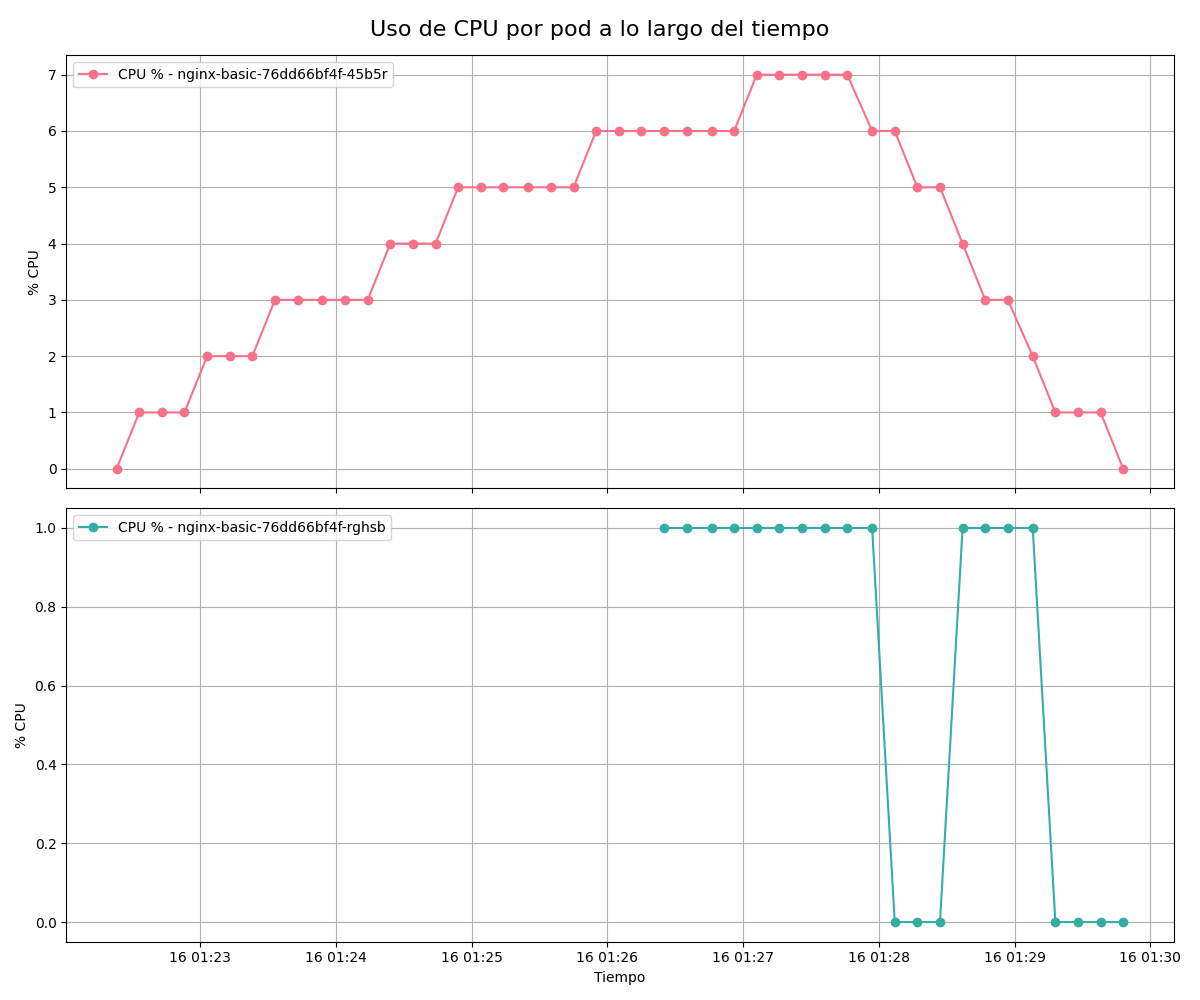 Uso de CPU por pod a lo largo del tiempo
CPU % - nginx-basic-76dd66bf4f-45b5r
7
6
5
4
3
2
1
0
% CPU
CPU % - nginx-basic-76dd66bf4f-rghsb
1.0
0.8
0.6
0.4
0.2
0.0
% CPU
16 01:23 16 01:24 16 01:25 16 01:26 16 01:27 16 01:28 16 01:29 16 01:30
Tiempo